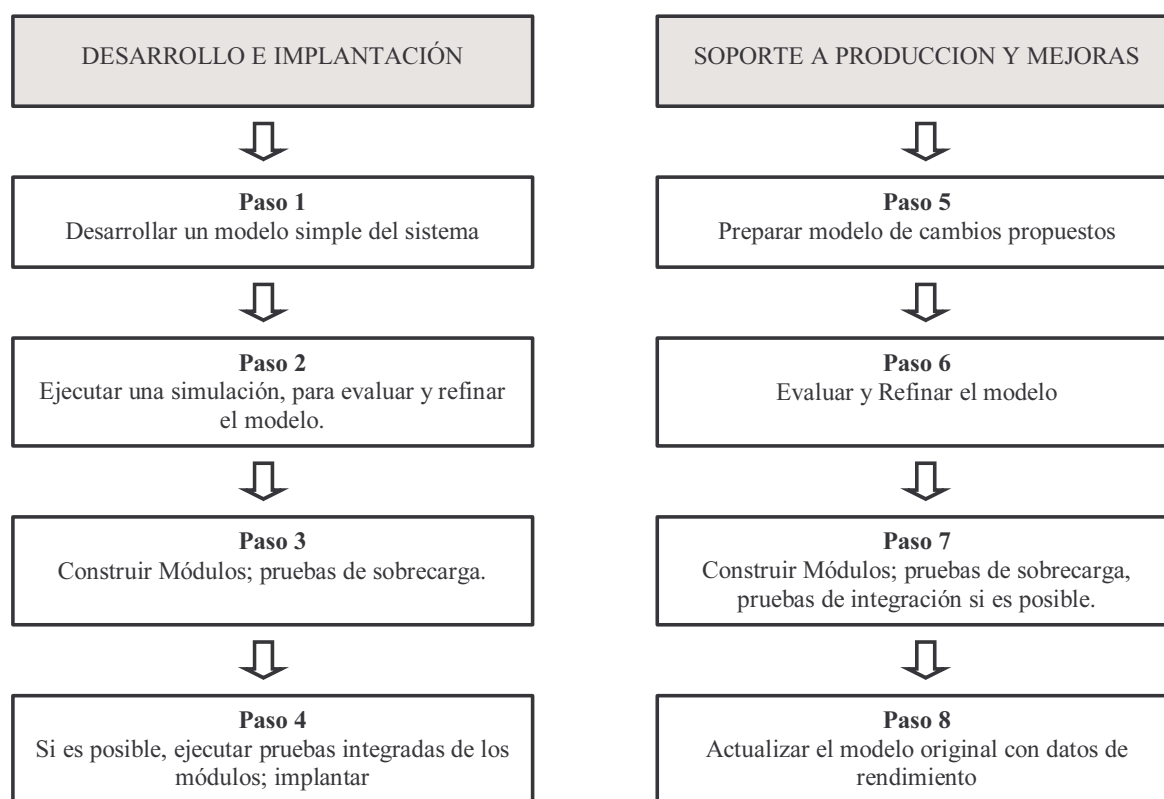 DESARROLLO E IMPLANTACIÓN
Paso 1
Desarrollar un modelo simple del sistema
Paso 2
Ejecutar una simulación, para evaluar y refinar
el modelo.
Paso 3
Construir Módulos; pruebas de sobrecarga.
Paso 4
Si es posible, ejecutar pruebas integradas de los
módulos; implantar
SOPORTE A PRODUCCION Y MEJORAS
Paso 5
Preparar modelo de cambios propuestos
Paso 6
Evaluar y Refinar el modelo
Paso 7
Construir Módulos; pruebas de sobrecarga,
pruebas de integración si es posible.
Paso 8
Actualizar el modelo original con datos de
rendimiento